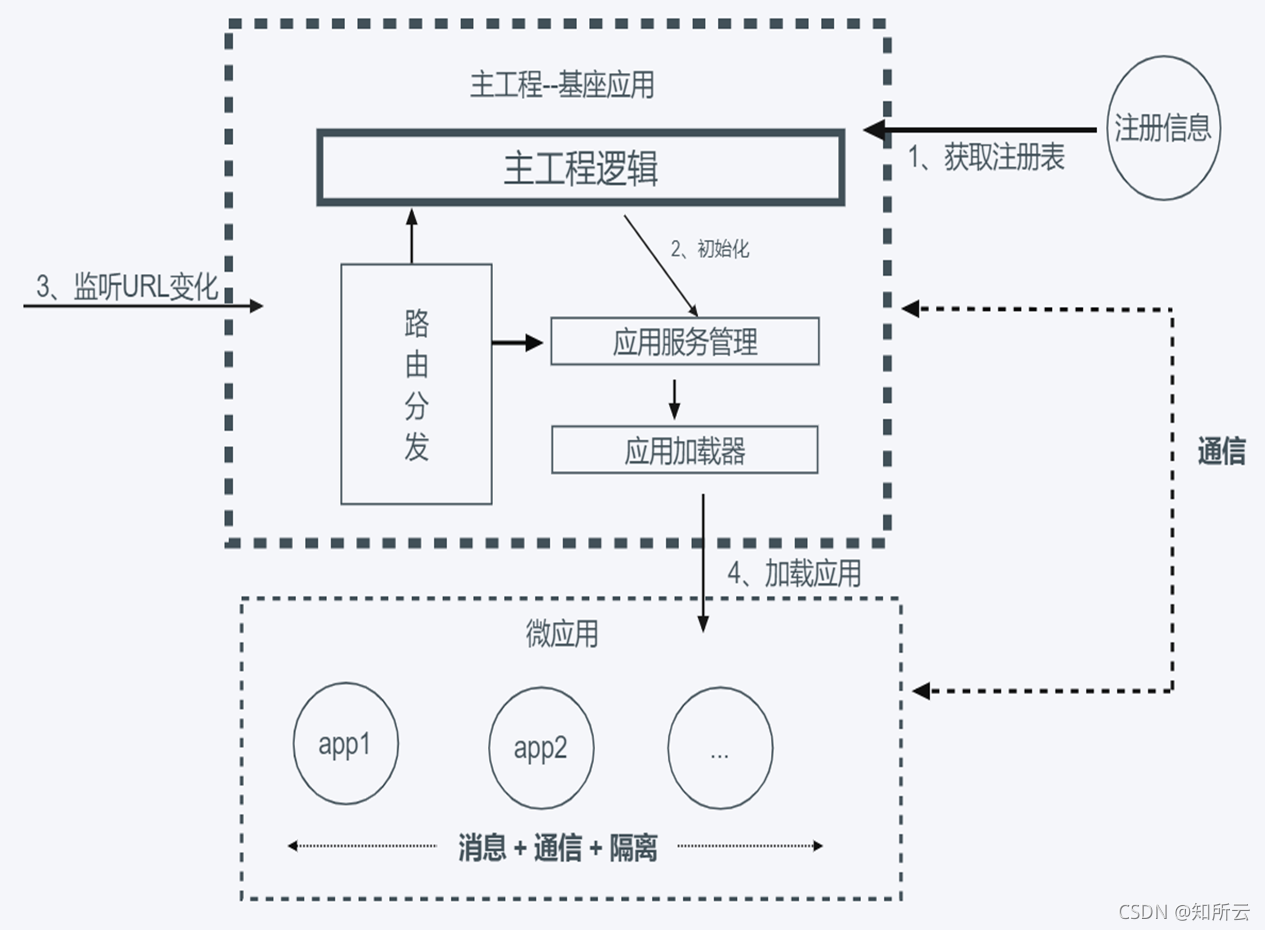 主工程--基座应用
主工程逻辑
注册信息
1、获取注册表
2、初始化
3、监听URL变化
路
由
分
发
应用服务管理
应用加载器
通信
4、加载应用
微应用
app1
app2
...
消息 + 通信 + 隔离
CSDN @知所云